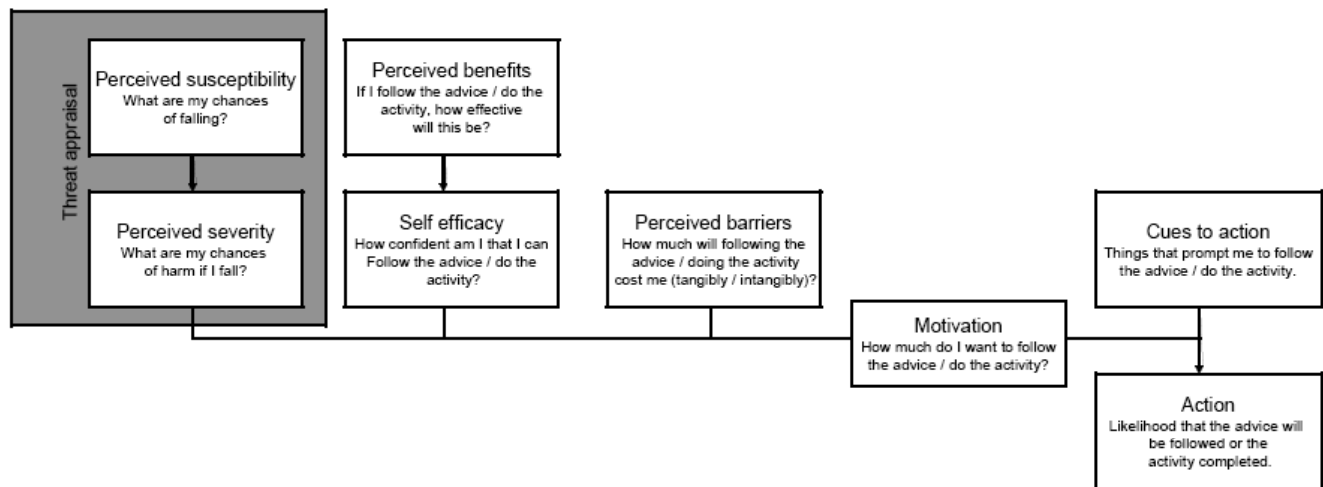 Threat appraisal
Perceived susceptibility
What are my chances
of falling?
Perceived benefits
If I follow the advice / do the
activity, how effective
will this be?
Perceived severity
What are my chances
of harm if I fall?
Self efficacy
How confident am I that I can
Follow the advice / do the
activity?
Perceived barriers
How much will following the
advice / doing the activity
cost me (tangibly / intangibly)?
Cues to action
Things that prompt me to follow
the advice / do the activity.
Motivation
How much do I want to follow
the advice / do the activity?
Action
Likelihood that the advice will
be followed or the
activity completed.